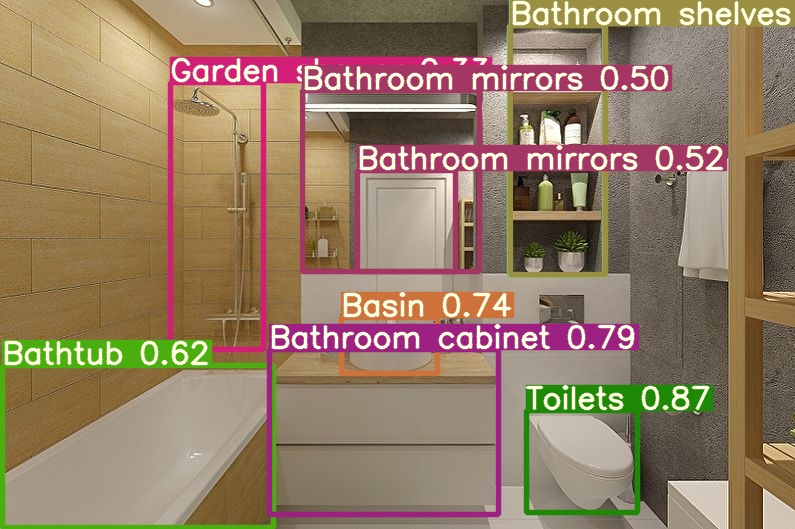 Bathroom shelves
Garden
Bathroom mirrors 0.50
Bathroom mirrors 0.52
Basin 0.74
Bathroom cabinet 0.79
Bathtub 0.62
Toilets 0.87